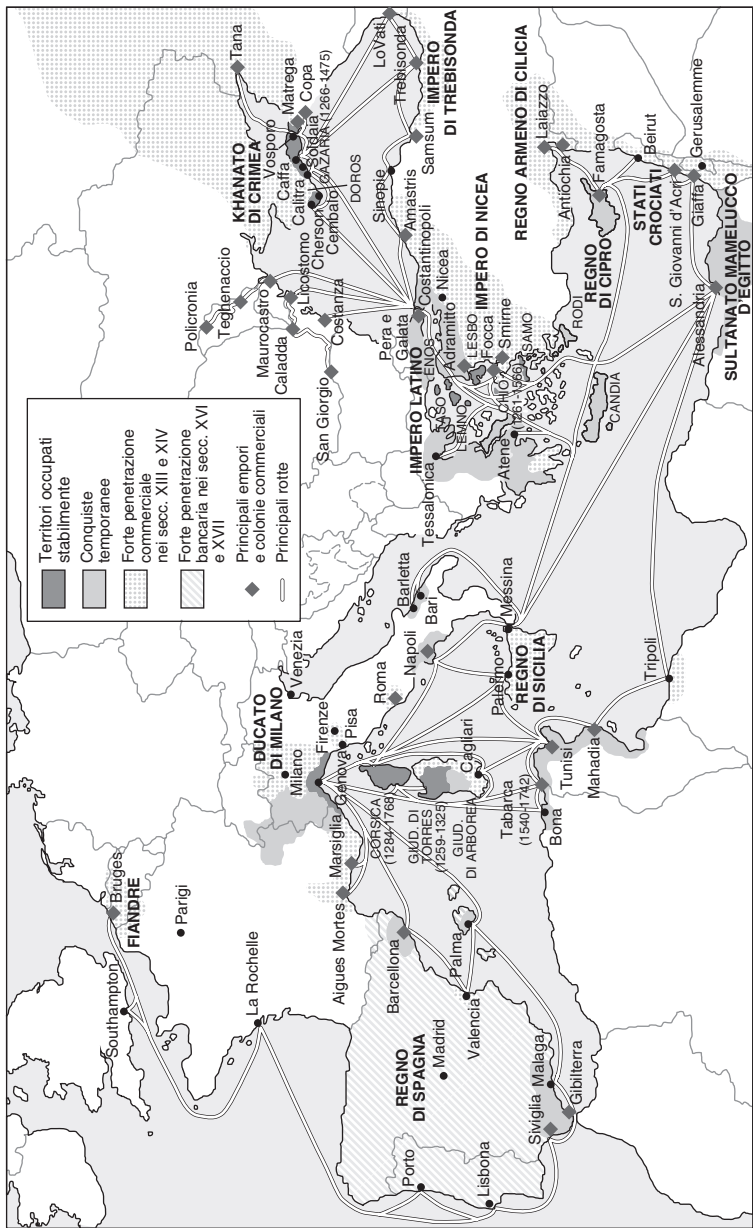 Territori occupati
stabilmente
Conquiste
temporanee
Forte penetrazione
commerciale
nei secc. XIII e XIV
Forte penetrazione
bancaria nei secc. XVI
e XVII
Principali empori
e colonie commerciali
Principali rotte
Southampton
Bruges
FIANDRE
Parigi
La Rochelle
Porto
Lisbona
REGNO
DI SPAGNA
Madrid
Siviglia
Malaga
Gibilterra
Valencia
Barcellona
Palma
Aigues Mortes
Marsiglia
DUCATO
DI MILANO
Milano
Genova
Venezia
Firenze
Pisa
Roma
Napoli
Barletta
Bari
CORSICA
(1284-1768)
GIUD. DI
TORRES
(1259-1325)
GIUD.
DI ARBOREA
Cagliari
Palermo
REGNO
DI SICILIA
Messina
Tabarca
(1540-1742)
Bona
Tunisi
Mahadia
Tripoli
Policronia
Teghenaccio
Maurocastro
Licostomo
Caladda
Costanza
San Giorgio
KHANATO
DI CRIMEA
Tana
Vosporo
Matrega
Copa
Caffa
Soldaia
GAZARIA (1266-1475)
Calitra
Cherson
Cembalo
DOROS
LoVati
Trebisonda
IMPERO
DI TREBISONDA
Samsum
Sinopie
Amastris
Costantinopoli
Pera e
Galata
Nicea
IMPERO DI NICEA
IMPERO LATINO
ENOS
Adramitto
TASO
LEMNO
LESBO
Focca
Smirne
CHIO
(1261-1566)
SAMO
Tessalonica
Atene
RODI
CANDIA
REGNO ARMENO DI CILICIA
Laiazzo
Antiochia
Famagosta
REGNO
DI CIPRO
Beirut
STATI
CROCIATI
S. Giovanni d'Acri
Giaffa
Gerusalemme
Alessandria
SULTANATO MAMELUCCO
D'EGITTO